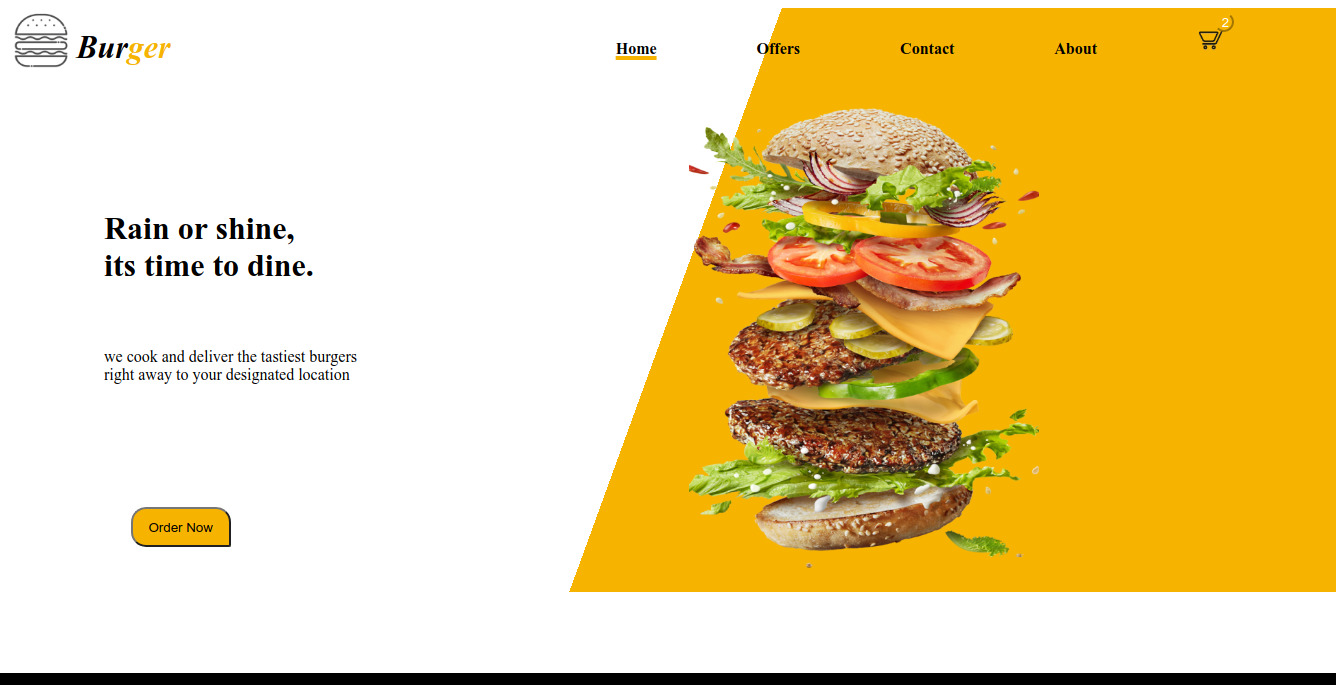 Burger
Home
Offers
Contact
About
2
Rain or shine,
its time to dine.
we cook and deliver the tastiest burgers
right away to your designated location
Order Now